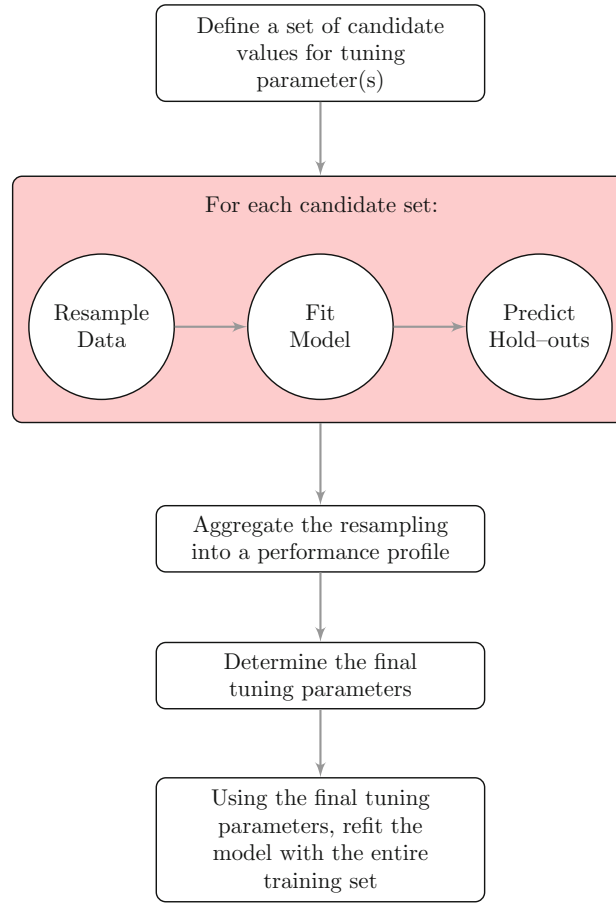 Define a set of candidate
values for tuning
parameter(s)
For each candidate set:
Resample
Data
Fit
Model
Predict
Hold–outs
Aggregate the resampling
into a performance profile
Determine the final
tuning parameters
Using the final tuning
parameters, refit the
model with the entire
training set